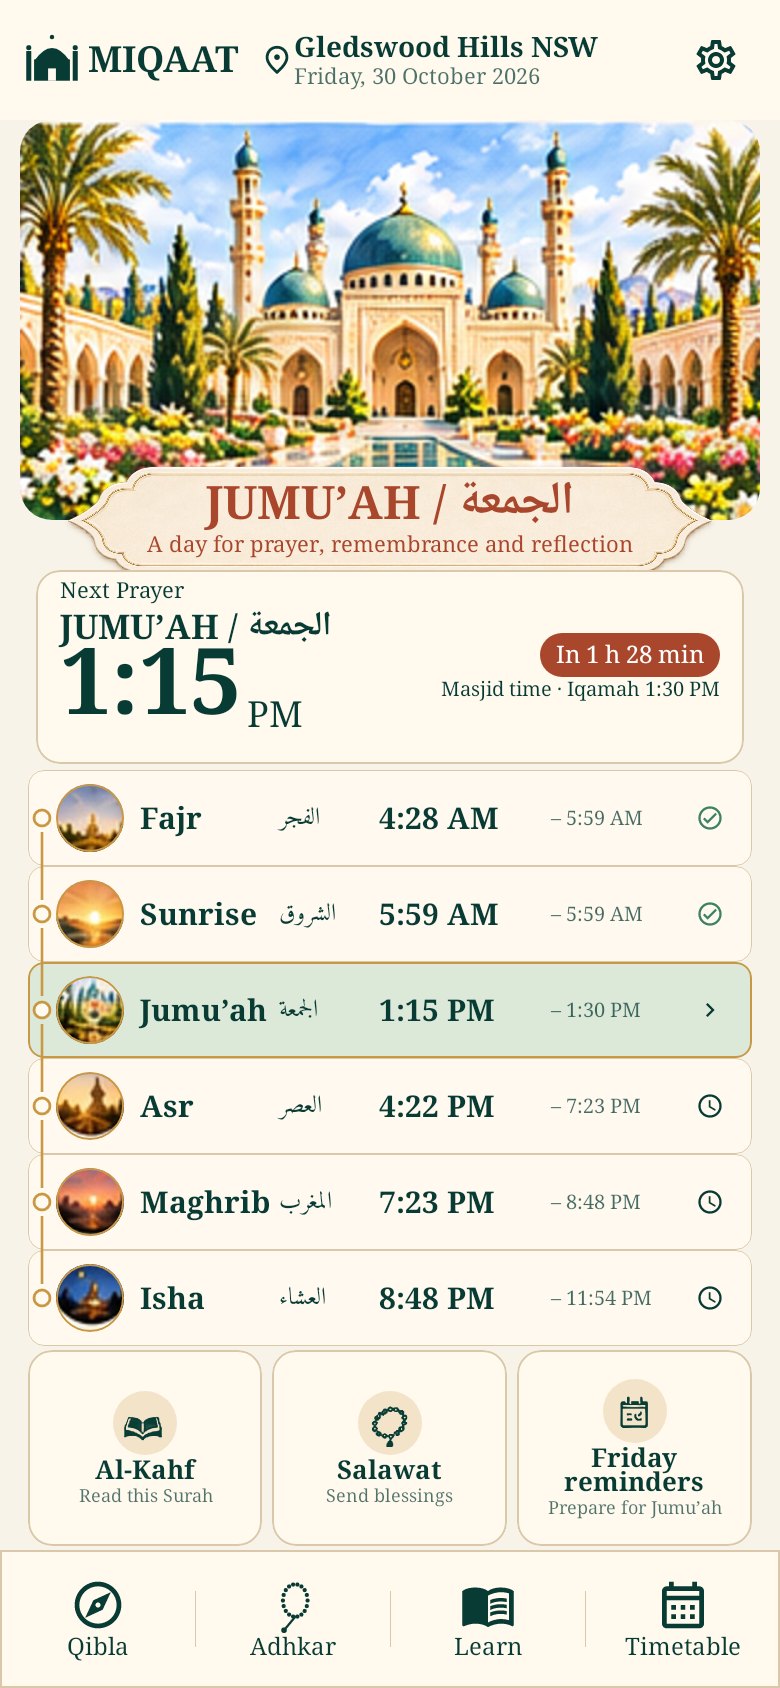 MIQAAT
Gledswood Hills NSW
Friday, 30 October 2026
JUMU’AH / الجمعة
A day for prayer, remembrance and reflection
Next Prayer
JUMU’AH / الجمعة
1:15 PM
In 1 h 28 min
Masjid time · Iqamah 1:30 PM
Fajr الفجر 4:28 AM – 5:59 AM
Sunrise الشروق 5:59 AM – 5:59 AM
Jumu’ah الجمعة 1:15 PM – 1:30 PM
Asr العصر 4:22 PM – 7:23 PM
Maghrib المغرب 7:23 PM – 8:48 PM
Isha العشاء 8:48 PM – 11:54 PM
Al-Kahf
Read this Surah
Salawat
Send blessings
Friday
reminders
Prepare for Jumu’ah
Qibla
Adhkar
Learn
Timetable